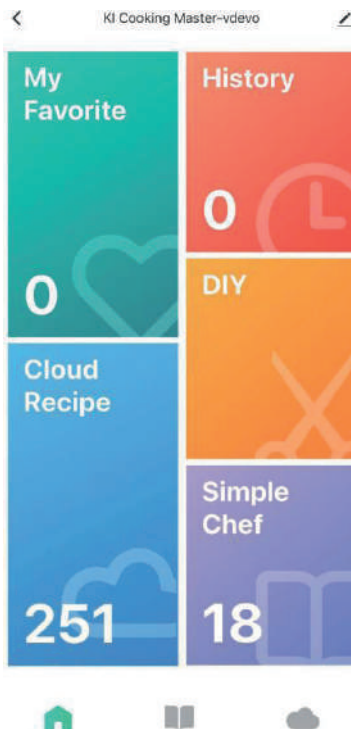 KI Cooking Master-vdevo
My
Favorite
0
History
0
DIY
Cloud
Recipe
251
Simple
Chef
18